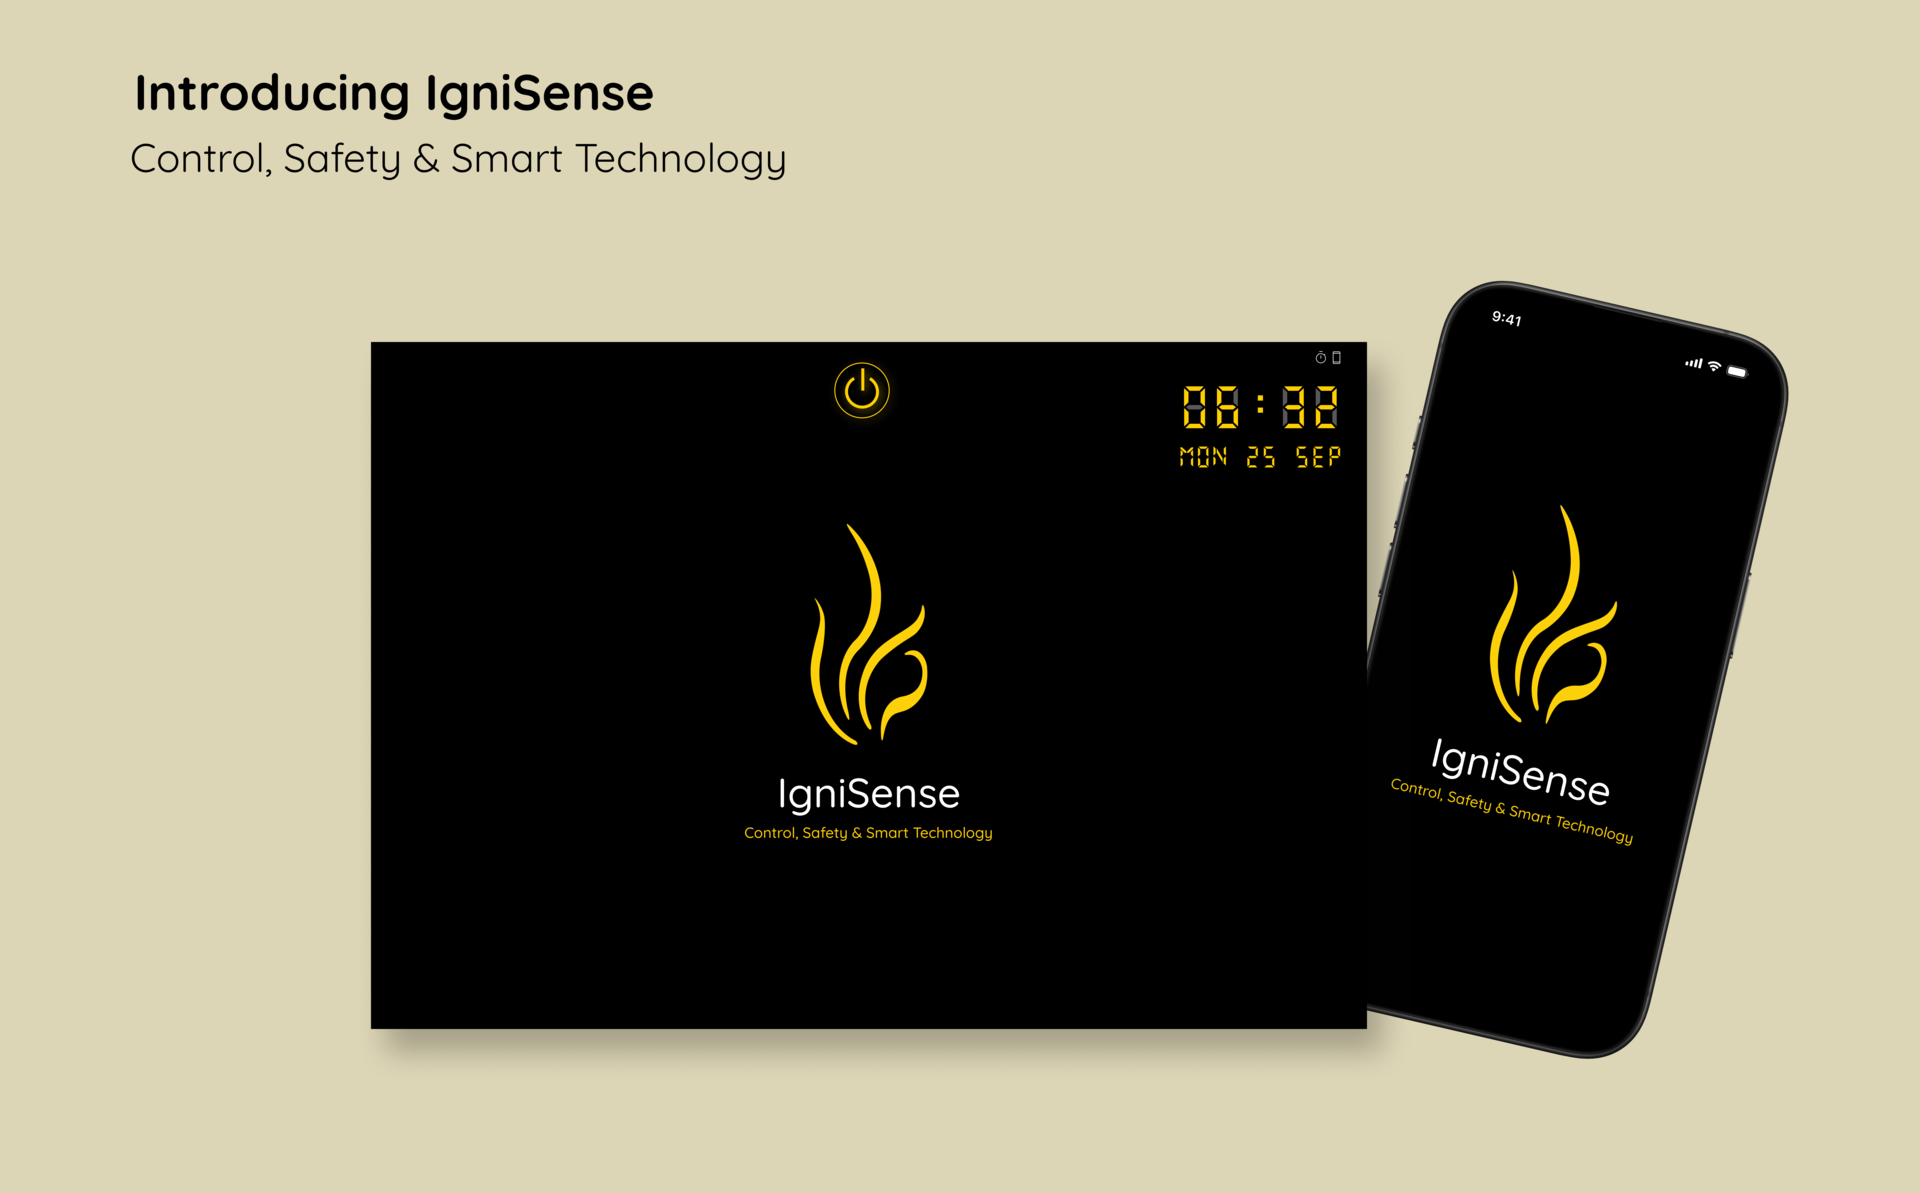 Introducing IgniSense
Control, Safety & Smart Technology
06:32
MON 25 SEP
IgniSense
Control, Safety & Smart Technology
9:41
IgniSense
Control, Safety & Smart Technology